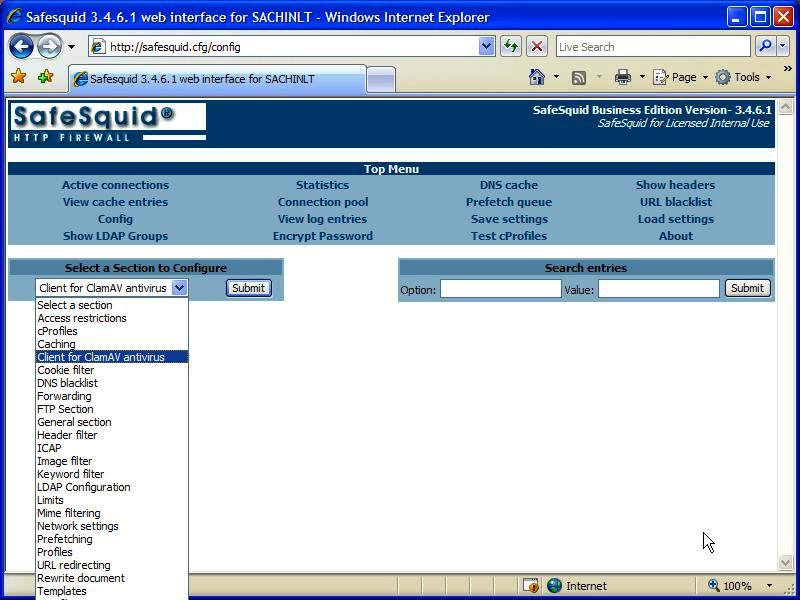 Safesquid 3.4.6.1 web interface for SACHINLT - Windows Internet Explorer
http://safesquid.cfg/config
Live Search
Safesquid 3.4.6.1 web interface for SACHINLT
Page
Tools
SafeSquid®
HTTP FIREWALL
SafeSquid Business Edition Version- 3.4.6.1
SafeSquid for Licensed Internal Use
Top Menu
Active connections Statistics DNS cache Show headers
View cache entries Connection pool Prefetch queue URL blacklist
Config View log entries Save settings Load settings
Show LDAP Groups Encrypt Password Test cProfiles About
Select a Section to Configure
Client for ClamAV antivirus Submit
Search entries
Option: Value: Submit
Select a section
Access restrictions
cProfiles
Caching
Client for ClamAV antivirus
Cookie filter
DNS blacklist
Forwarding
FTP Section
General section
Header filter
ICAP
Image filter
Keyword filter
LDAP Configuration
Limits
Mime filtering
Network settings
Prefetching
Profiles
URL redirecting
Rewrite document
Templates
Internet
100%